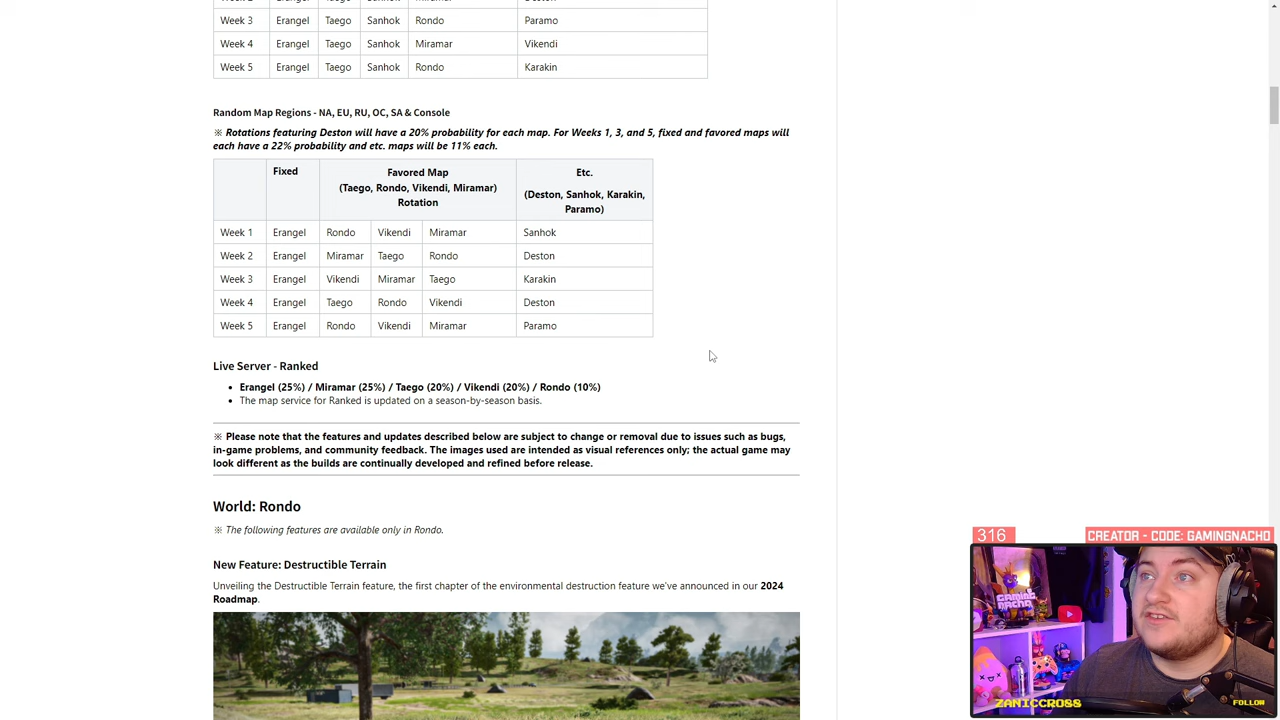 Week 3 Erangel Taego Sanhok Rondo Paramo
Week 4 Erangel Taego Sanhok Miramar Vikendi
Week 5 Erangel Taego Sanhok Rondo Karakin
Random Map Regions - NA, EU, RU, OC, SA & Console
※ Rotations featuring Deston will have a 20% probability for each map. For Weeks 1, 3, and 5, fixed and favored maps will
each have a 22% probability and etc. maps will be 11% each.
Fixed Favored Map Etc.
(Taego, Rondo, Vikendi, Miramar) (Deston, Sanhok, Karakin,
Rotation Paramo)
Week 1 Erangel Rondo Vikendi Miramar Sanhok
Week 2 Erangel Miramar Taego Rondo Deston
Week 3 Erangel Vikendi Miramar Taego Karakin
Week 4 Erangel Taego Rondo Vikendi Deston
Week 5 Erangel Rondo Vikendi Miramar Paramo
Live Server - Ranked
• Erangel (25%) / Miramar (25%) / Taego (20%) / Vikendi (20%) / Rondo (10%)
• The map service for Ranked is updated on a season-by-season basis.
※ Please note that the features and updates described below are subject to change or removal due to issues such as bugs,
in-game problems, and community feedback. The images used are intended as visual references only; the actual game may
look different as the builds are continually developed and refined before release.
World: Rondo
※ The following features are available only in Rondo.
New Feature: Destructible Terrain
Unveiling the Destructible Terrain feature, the first chapter of the environmental destruction feature we've announced in our 2024
Roadmap.
316 CREATOR - CODE: GAMINGNACHO
GAMING
NACHO
ZANICCROSS FOLLOW